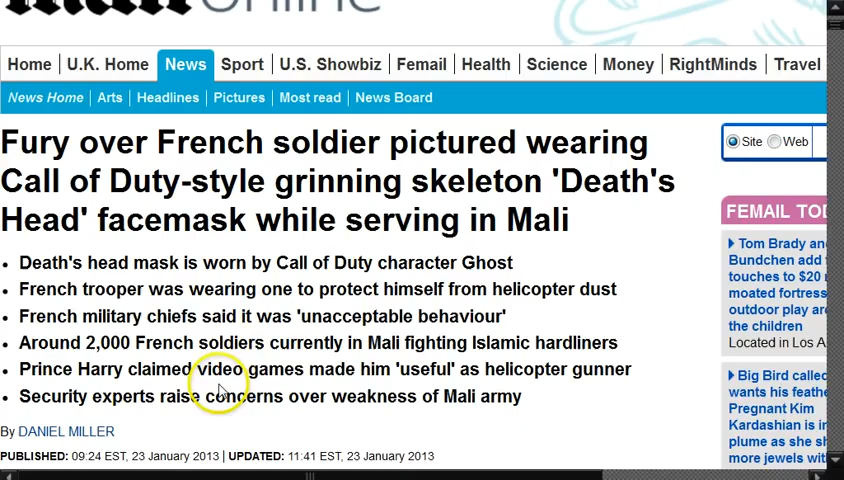 Home U.K. Home News Sport U.S. Showbiz Femail Health Science Money RightMinds Travel
News Home Arts Headlines Pictures Most read News Board
Fury over French soldier pictured wearing
Call of Duty-style grinning skeleton 'Death's
Head' facemask while serving in Mali
Site Web
Death's head mask is worn by Call of Duty character Ghost
French trooper was wearing one to protect himself from helicopter dust
French military chiefs said it was 'unacceptable behaviour'
Around 2,000 French soldiers currently in Mali fighting Islamic hardliners
Prince Harry claimed video games made him 'useful' as helicopter gunner
Security experts raise concerns over weakness of Mali army
By DANIEL MILLER
PUBLISHED: 09:24 EST, 23 January 2013 | UPDATED: 11:41 EST, 23 January 2013
FEMAIL TOD
Tom Brady and
Bundchen add
touches to $20
moated fortress
outdoor play are
the children
Located in Los A
Big Bird called
wants his feathe
Pregnant Kim
Kardashian is in
plume as she sh
more jewels with